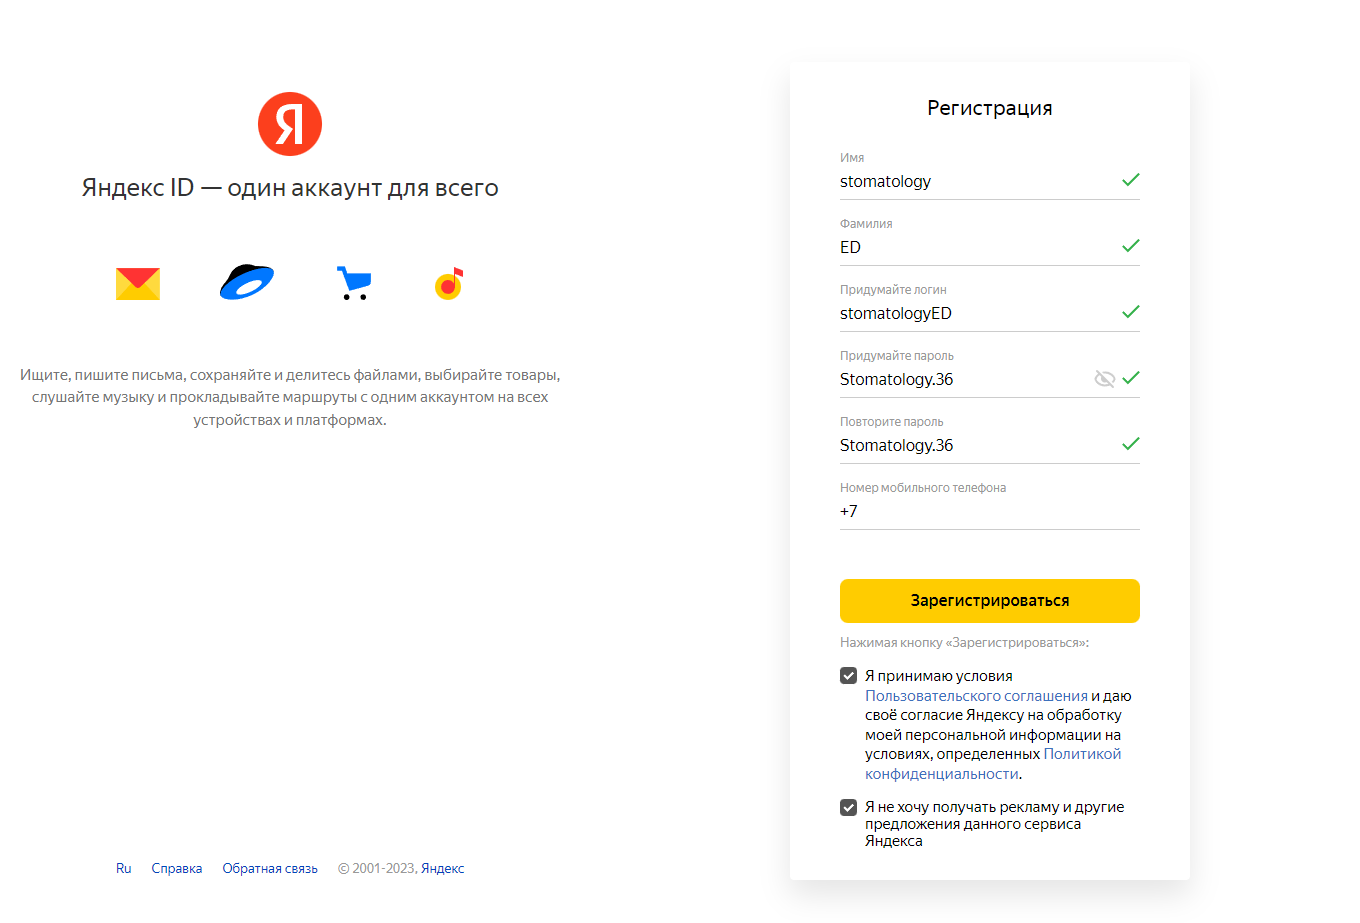 Я
Яндекс ID — один аккаунт для всего
Ищите, пишите письма, сохраняйте и делитесь файлами, выбирайте товары,
слушайте музыку и прокладывайте маршруты с одним аккаунтом на всех
устройствах и платформах.
Ru Справка Обратная связь © 2001-2023, Яндекс
Регистрация
Имя
stomatology
Фамилия
ED
Придумайте логин
stomatologyED
Придумайте пароль
Stomatology.36
Повторите пароль
Stomatology.36
Номер мобильного телефона
+7
Зарегистрироваться
Нажимая кнопку «Зарегистрироваться»:
Я принимаю условия
Пользовательского соглашения и даю
своё согласие Яндексу на обработку
моей персональной информации на
условиях, определенных Политикой
конфиденциальности.
Я не хочу получать рекламу и другие
предложения данного сервиса
Яндекса